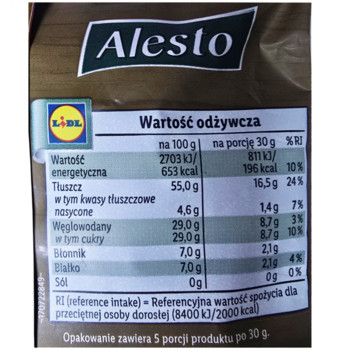 Alesto
LIDL
Wartość odżywcza
na 100 g na porcję 30 g %RI
Wartość 2703 kJ/ 811 kJ/
energetyczna 653 kcal 196 kcal 10%
Tłuszcz 55,0 g 16,5 g 24%
w tym kwasy tłuszczowe
nasycone 4,6 g 1,4 g 7%
Węglowodany 29,0 g 8,7 g 3%
w tym cukry 29,0 g 8,7 g 10%
Błonnik 7,0 g 2,1 g
Białko 7,0 g 2,1 g 4%
Sól 0 g 0 g 0%
RI (reference intake) = Referencyjna wartość spożycia dla
przeciętnej osoby dorosłej (8400 kJ/2000 kcal)
Opakowanie zawiera 5 porcji produktu po 30 g.